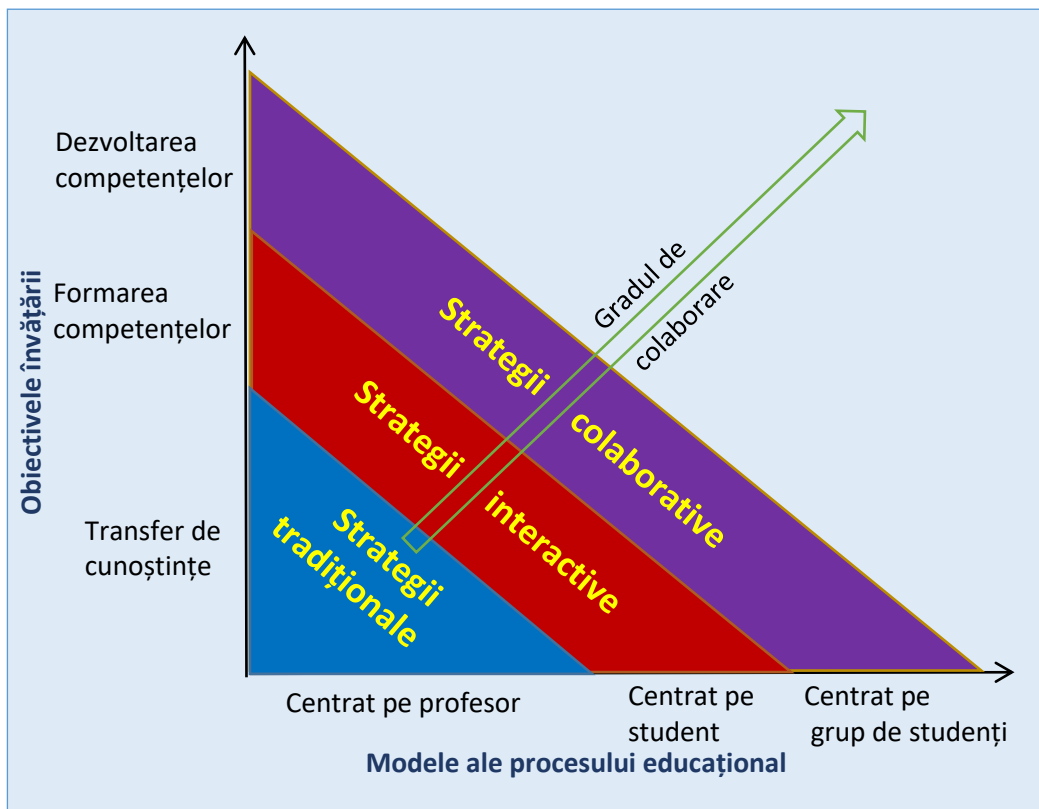 Dezvoltarea
competențelor
Formarea
competențelor
Transfer de
cunoștințe
Obiectivele învățării
Gradul de
colaborare
Strategii
colaborative
Strategii
interactive
Strategii
tradiționale
Centrat pe profesor
Centrat pe
student
Centrat pe
grup de studenți
Modele ale procesului educațional